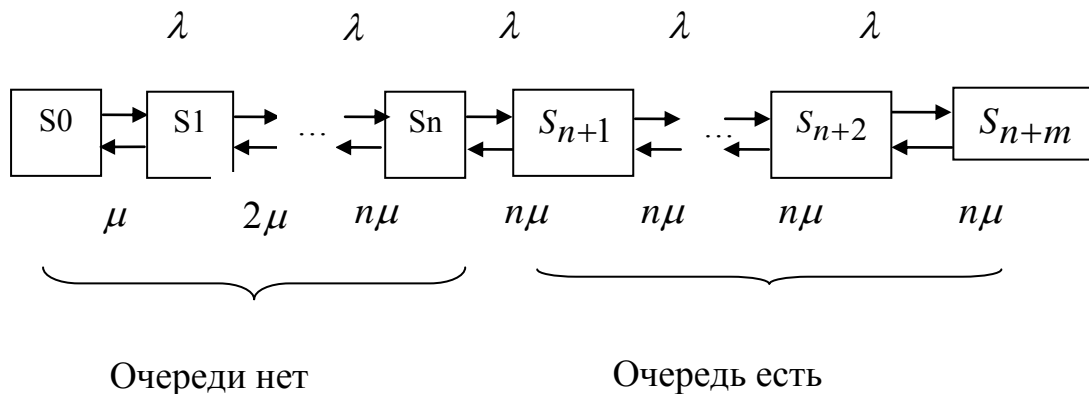 λ λ λ λ λ
S0 S1 ... Sn S_{n+1} ... S_{n+2} S_{n+m}
μ 2μ nμ nμ nμ nμ nμ
Очереди нет Очередь есть